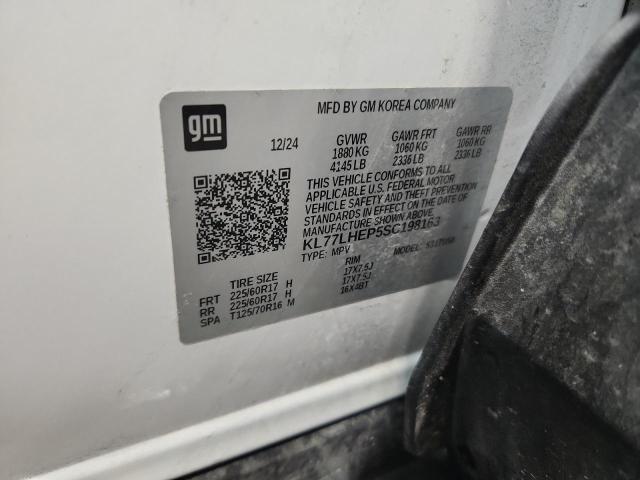 gm
MFD BY GM KOREA COMPANY
12/24
GVWR GAWR FRT GAWR RR
1880 KG 1060 KG 1060 KG
4145 LB 2336 LB 2336 LB
THIS VEHICLE CONFORMS TO ALL
APPLICABLE U.S. FEDERAL MOTOR
VEHICLE SAFETY AND THEFT PREVENTION
STANDARDS IN EFFECT ON THE DATE OF
MANUFACTURE SHOWN ABOVE.
KL77LHEP5SC198163
TYPE: MPV MODEL:
TIRE SIZE RIM
FRT 225/60R17 H 17X7.5J
RR 225/60R17 H 17X7.5J
SPA T125/70R16 M 16X4BT